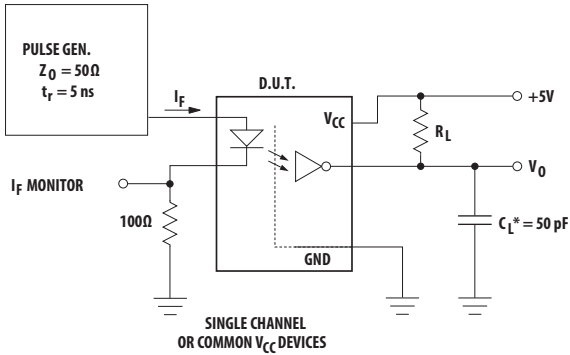 PULSE GEN.
Z0 = 50Ω
tr = 5 ns
IF
D.U.T.
VCC
+5V
RL
IF MONITOR
VO
100Ω
CL* = 50 pF
GND
SINGLE CHANNEL
OR COMMON VCC DEVICES